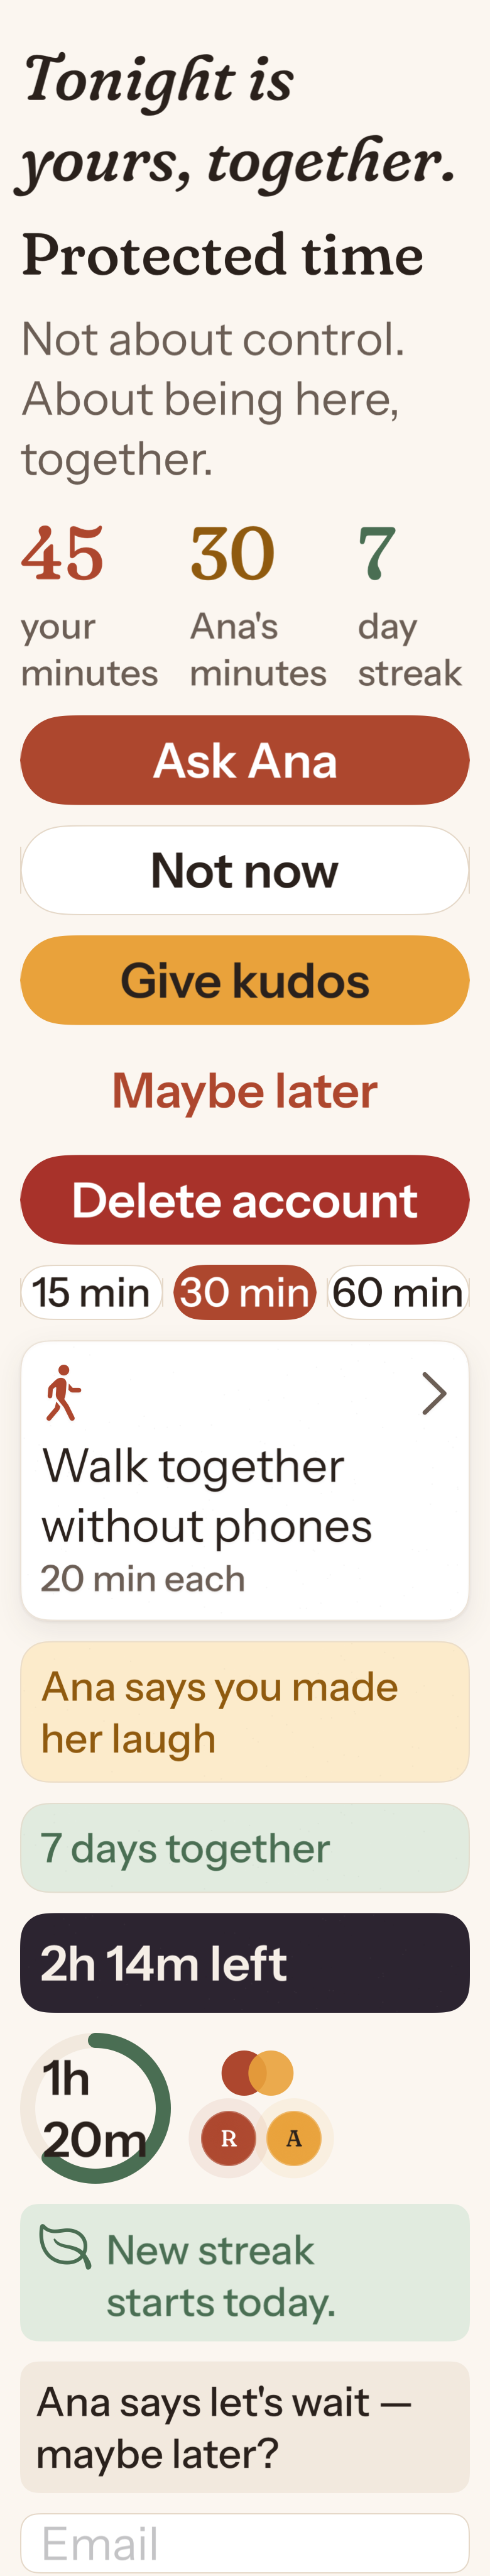 Tonight is
yours, together.
Protected time
Not about control.
About being here,
together.
45 30 7
your Ana's day
minutes minutes streak
Ask Ana
Not now
Give kudos
Maybe later
Delete account
15 min 30 min 60 min
Walk together
without phones
20 min each
Ana says you made
her laugh
7 days together
2h 14m left
1h
20m
R A
New streak
starts today.
Ana says let's wait —
maybe later?
Email